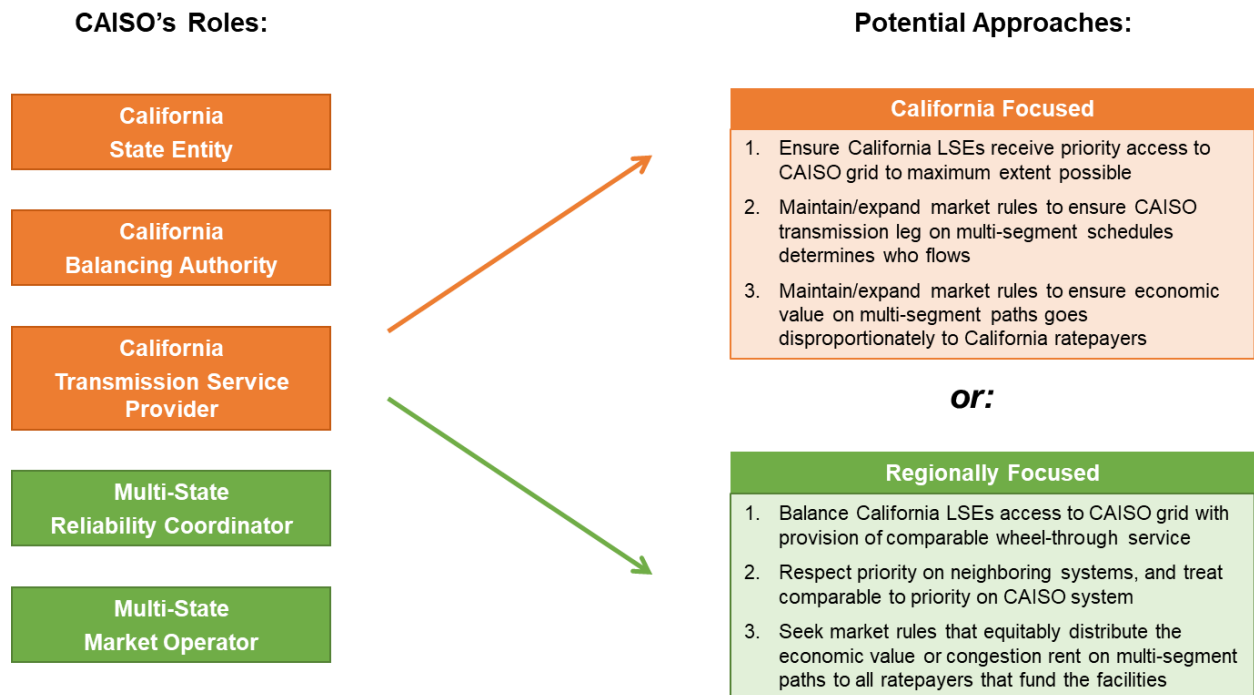 CAISO's Roles:
California
State Entity
California
Balancing Authority
California
Transmission Service
Provider
Multi-State
Reliability Coordinator
Multi-State
Market Operator
Potential Approaches:
California Focused
1. Ensure California LSEs receive priority access to
CAISO grid to maximum extent possible
2. Maintain/expand market rules to ensure CAISO
transmission leg on multi-segment schedules
determines who flows
3. Maintain/expand market rules to ensure economic
value on multi-segment paths goes
disproportionately to California ratepayers
or:
Regionally Focused
1. Balance California LSEs access to CAISO grid with
provision of comparable wheel-through service
2. Respect priority on neighboring systems, and treat
comparable to priority on CAISO system
3. Seek market rules that equitably distribute the
economic value or congestion rent on multi-segment
paths to all ratepayers that fund the facilities